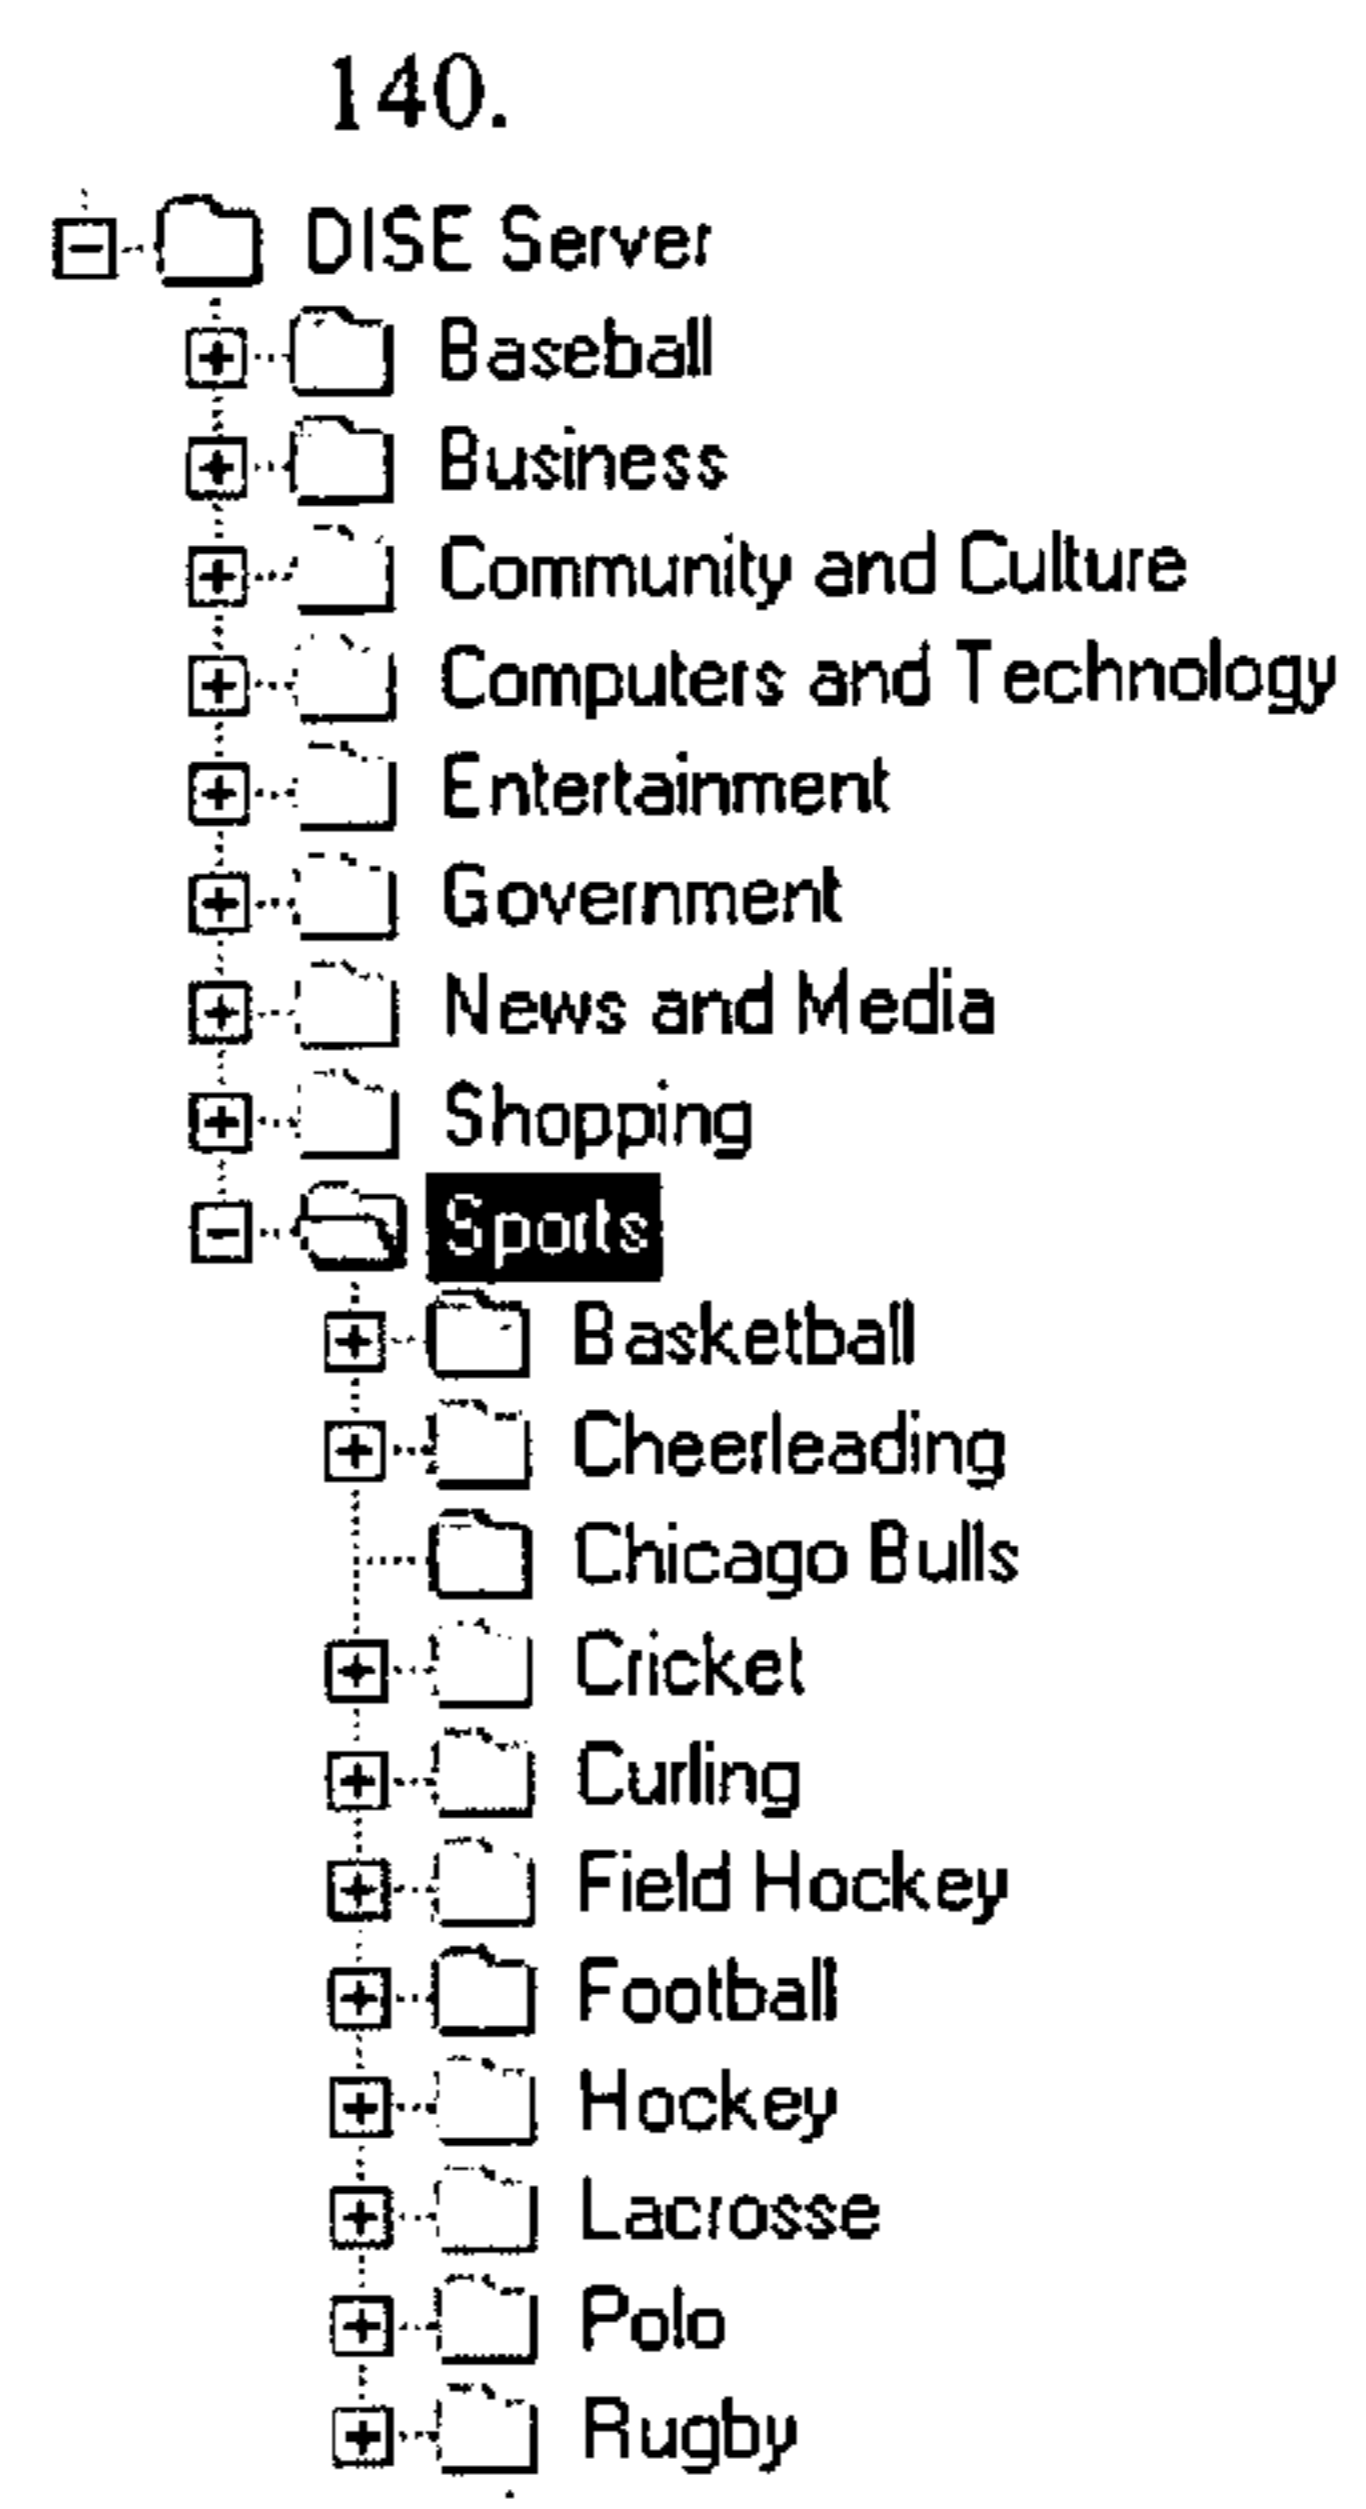 140.
DISE Server
Baseball
Business
Community and Culture
Computers and Technology
Entertainment
Government
News and Media
Shopping
Spots
Basketball
Cheerleading
Chicago Bulls
Cricket
Curling
Field Hockey
Football
Hockey
Lacrosse
Polo
Rugby